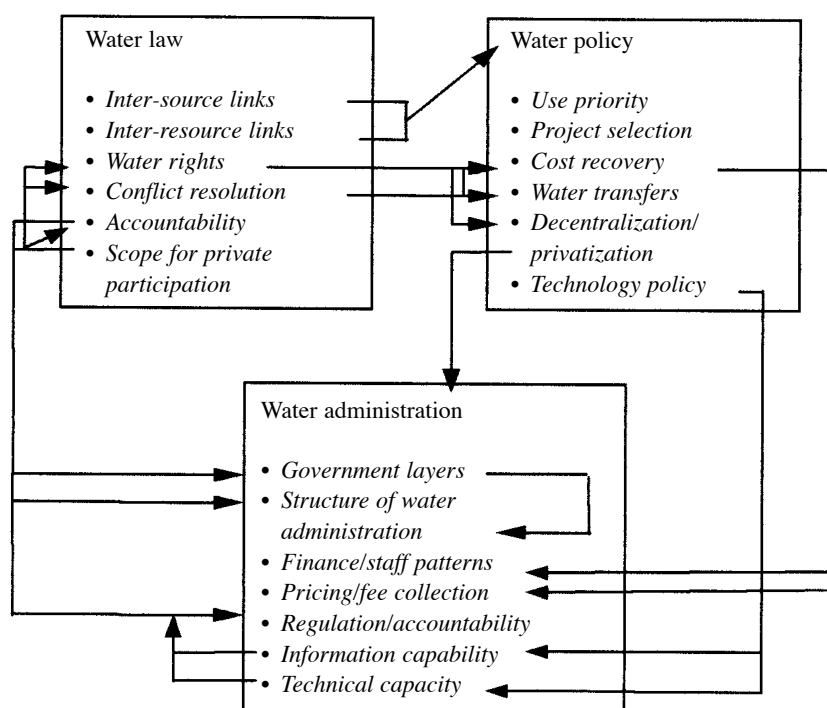 Water law
• Inter-source links
• Inter-resource links
• Water rights
• Conflict resolution
• Accountability
• Scope for private
participation
Water policy
• Use priority
• Project selection
• Cost recovery
• Water transfers
• Decentralization/
privatization
• Technology policy
Water administration
• Government layers
• Structure of water
administration
• Finance/staff patterns
• Pricing/fee collection
• Regulation/accountability
• Information capability
• Technical capacity